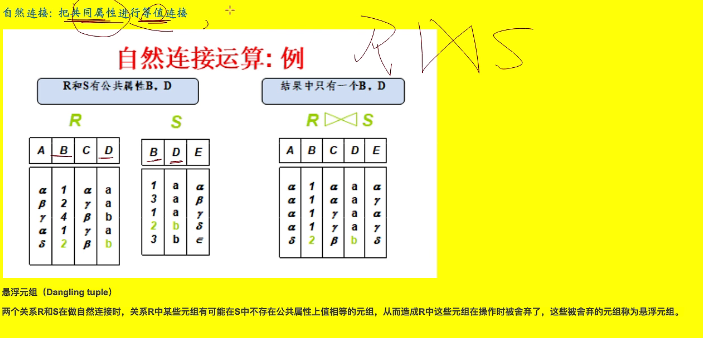 自然连接: 把共同属性进行等值连接
R ⋈ S
自然连接运算: 例
R和S有公共属性B, D
结果中只有一个B, D
R
S
R ⋈ S
A B C D
B D E
A B C D E
α 1 α a
β 2 γ a
γ 4 β b
α 1 γ a
δ 2 β b
1 a α
3 a β
1 a γ
2 b δ
3 b ϵ
α 1 α a α
α 1 α a γ
α 1 γ a α
α 1 γ a γ
δ 2 β b δ
悬浮元组（Dangling tuple）
两个关系R和S在做自然连接时，关系R中某些元组有可能在S中不存在公共属性上值相等的元组，从而造成R中这些元组在操作时被舍弃了，这些被舍弃的元组称为悬浮元组。